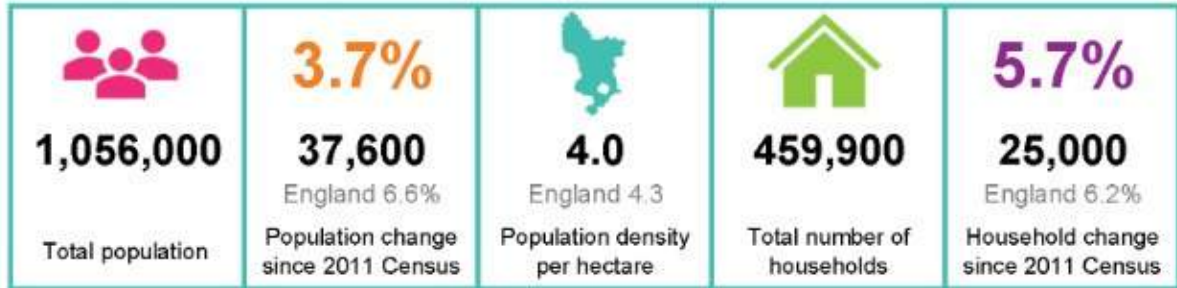 1,056,000
Total population
3.7%
37,600
England 6.6%
Population change
since 2011 Census
4.0
England 4.3
Population density
per hectare
459,900
Total number of
households
5.7%
25,000
England 6.2%
Household change
since 2011 Census